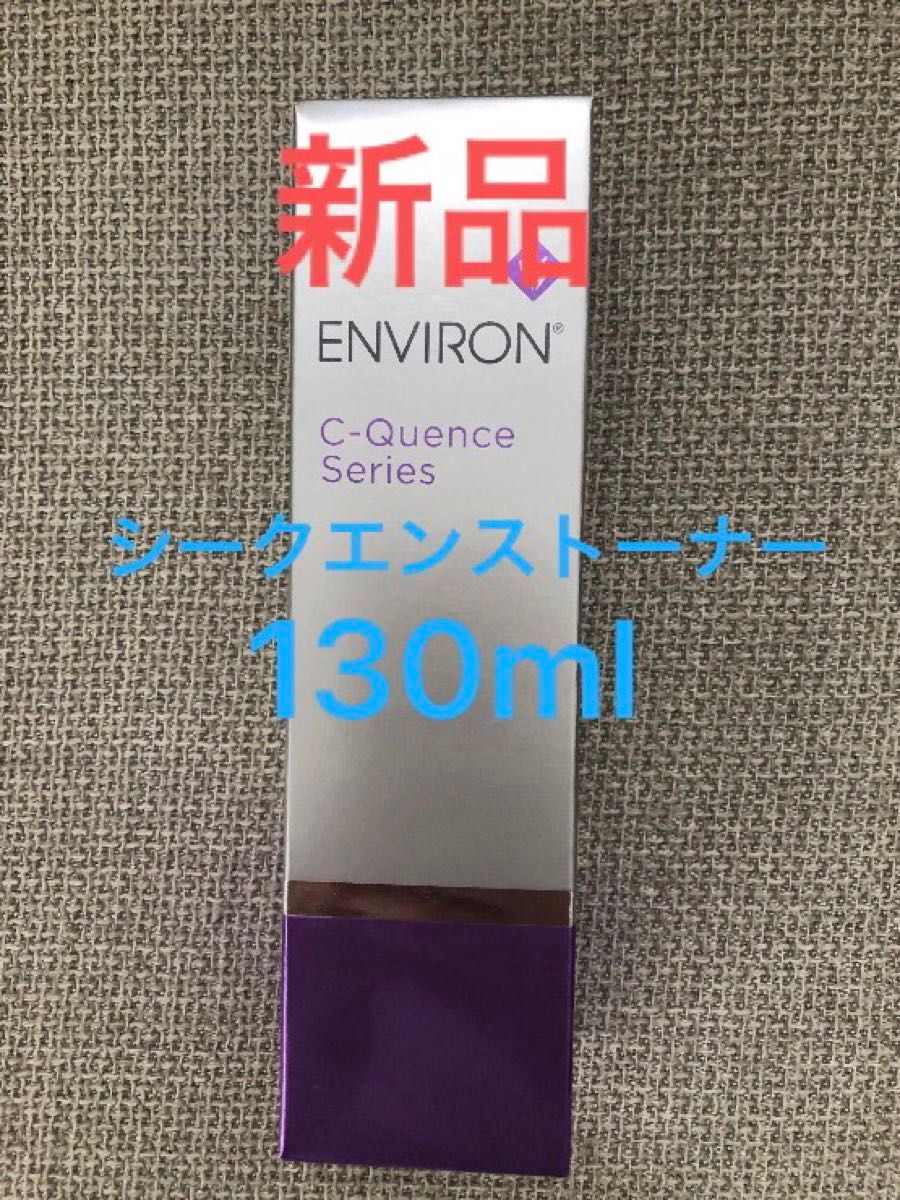 新品
ENVIRON®
C-Quence
Series
シークエンストーナー
130ml